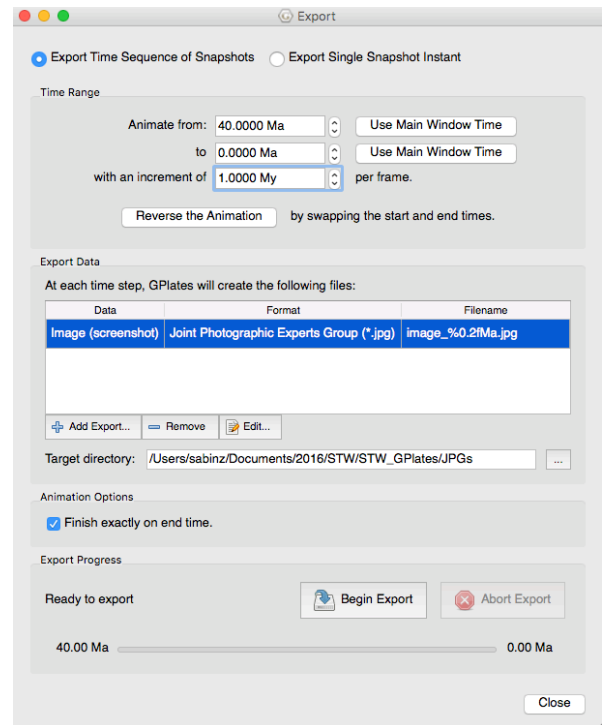 Export
Export Time Sequence of Snapshots Export Single Snapshot Instant
Time Range
Animate from: 40.0000 Ma Use Main Window Time
to 0.0000 Ma Use Main Window Time
with an increment of 1.0000 My per frame.
Reverse the Animation by swapping the start and end times.
Export Data
At each time step, GPlates will create the following files:
Data Format Filename
Image (screenshot) Joint Photographic Experts Group (*.jpg) image_%0.2fMa.jpg
Add Export... Remove Edit...
Target directory: /Users/sabinz/Documents/2016/STW/STW_GPlates/JPGs ...
Animation Options
Finish exactly on end time.
Export Progress
Ready to export Begin Export Abort Export
40.00 Ma 0.00 Ma
Close